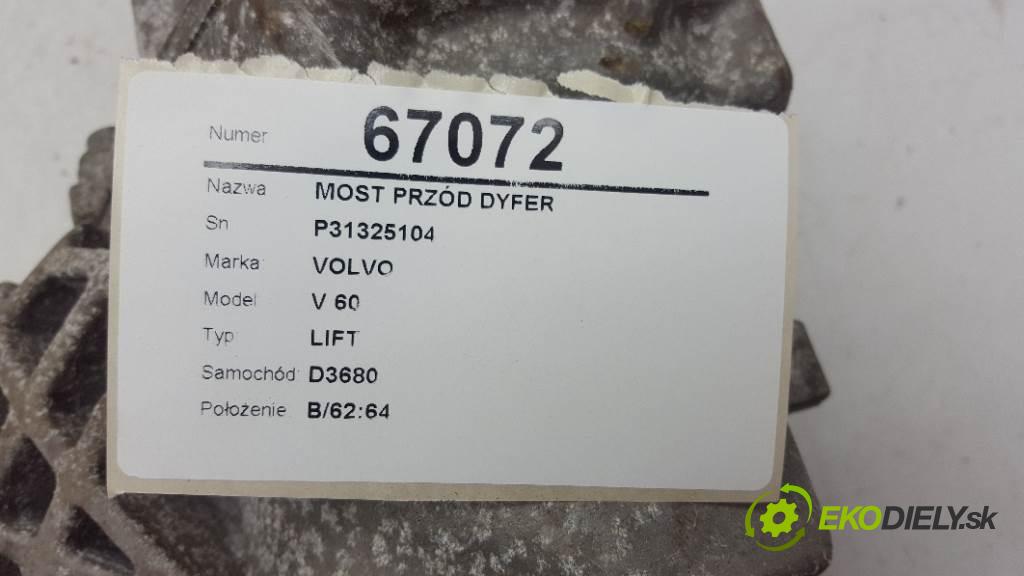 Numer 67072
Nazwa MOST PRZÓD DYFER
Sn P31325104
Marka VOLVO
Model V 60
Typ LIFT
Samochód D3680
Położenie B/62:64
EKODIELY.sk